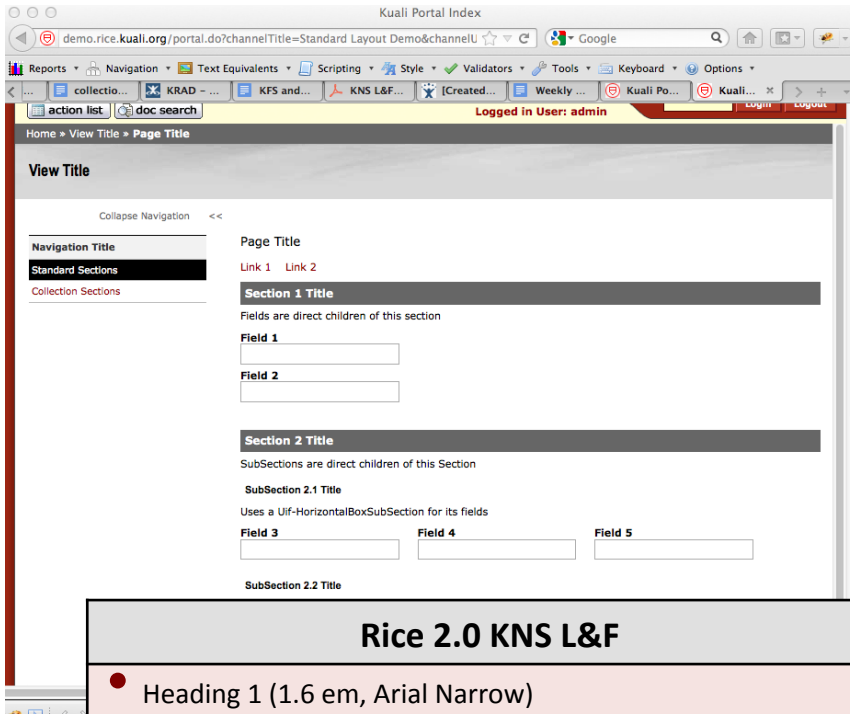 Kuali Portal Index
demo.rice.kuali.org/portal.do?channelTitle=Standard Layout Demo&channelU
Google
Reports Navigation Text Equivalents Scripting Style Validators Tools Keyboard Options
... collectio... KRAD – ... KFS and... KNS L&F... [Created... Weekly ... Kuali Po... Kuali...
action list doc search Logged in User: admin Login Logout
Home » View Title » Page Title
View Title
Collapse Navigation <<
Navigation Title
Standard Sections
Collection Sections
Page Title
Link 1 Link 2
Section 1 Title
Fields are direct children of this section
Field 1
Field 2
Section 2 Title
SubSections are direct children of this Section
SubSection 2.1 Title
Uses a Uif-HorizontalBoxSubSection for its fields
Field 3 Field 4 Field 5
SubSection 2.2 Title
Rice 2.0 KNS L&F
• Heading 1 (1.6 em, Arial Narrow)